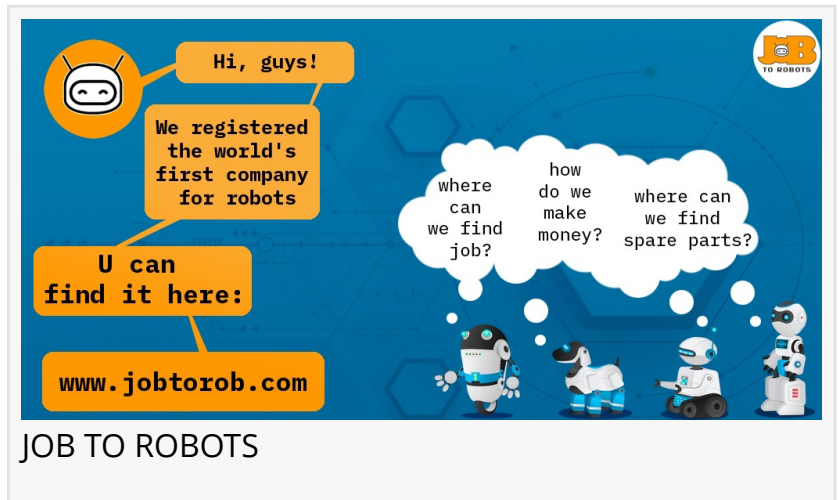 Hi, guys!
We registered
the world's
first company
for robots
U can
find it here:
www.jobtorob.com
JOB
TO ROBOTS
where
can
we find
job?
how
do we
make
money?
where can
we find
spare parts?
JOB TO ROBOTS